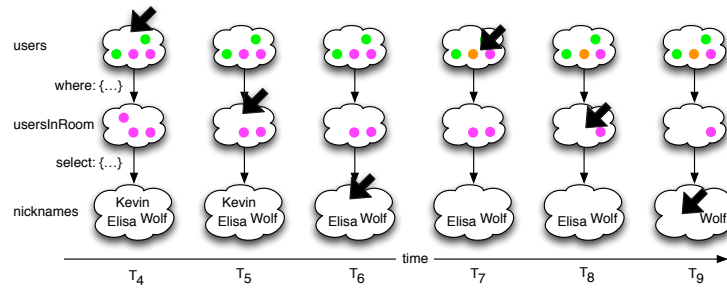 users
where: {...}
usersInRoom
select: {...}
nicknames
Kevin
Elisa Wolf
Kevin
Elisa Wolf
Elisa Wolf
Elisa Wolf
Elisa Wolf
Wolf
time
T4 T5 T6 T7 T8 T9